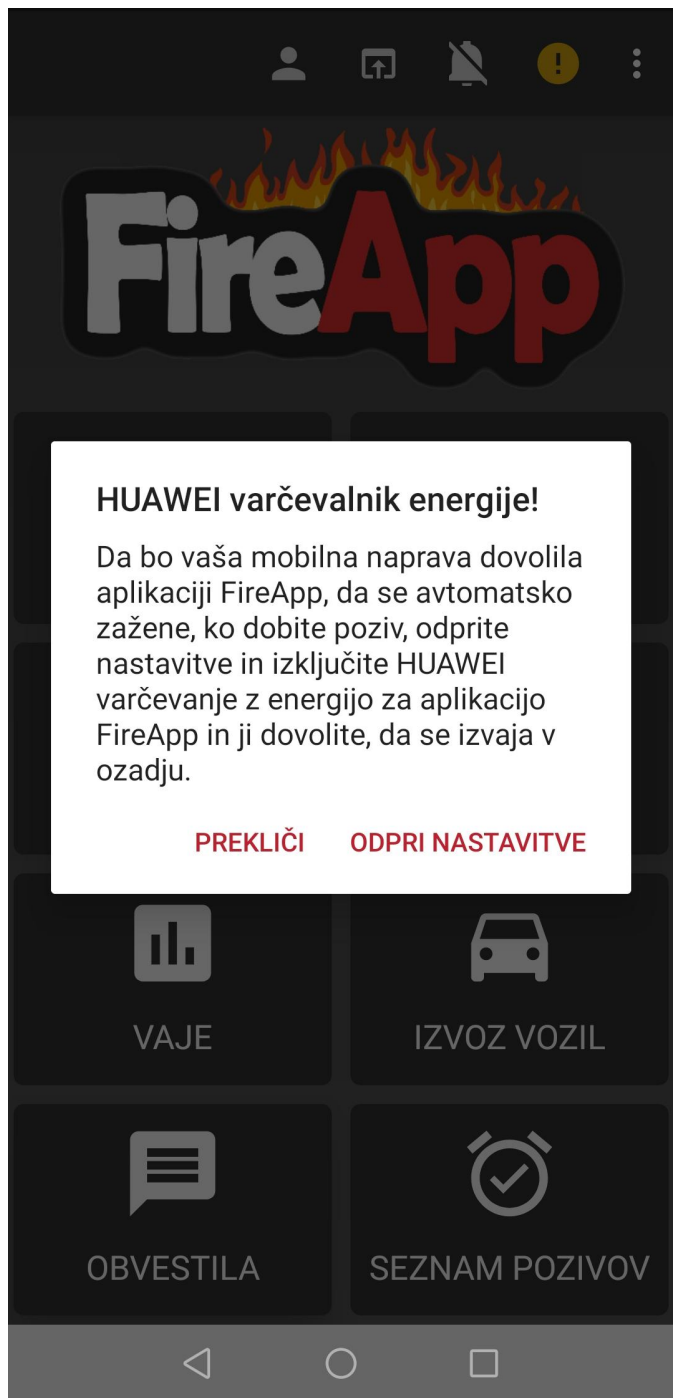 FireApp
HUAWEI varčevalnik energije!
Da bo vaša mobilna naprava dovolila
aplikaciji FireApp, da se avtomatsko
zažene, ko dobite poziv, odprite
nastavitve in izključite HUAWEI
varčevanje z energijo za aplikacijo
FireApp in ji dovolite, da se izvaja v
ozadju.
PREKLIČI ODPRI NASTAVITVE
VAJE IZVOZ VOZIL
OBVESTILA SEZNAM POZIVOV